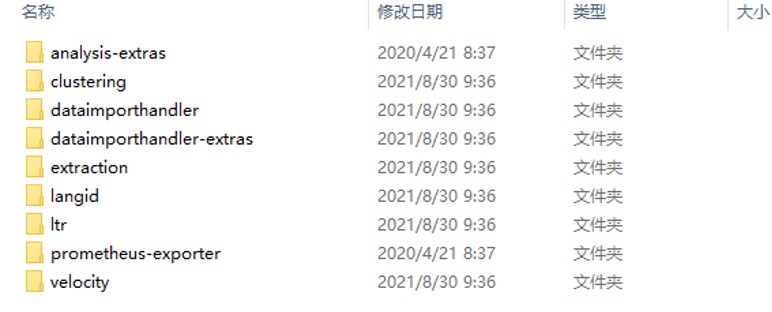 名称 修改日期 类型 大小
analysis-extras 2020/4/21 8:37 文件夹
clustering 2021/8/30 9:36 文件夹
dataimporthandler 2021/8/30 9:36 文件夹
dataimporthandler-extras 2021/8/30 9:36 文件夹
extraction 2021/8/30 9:36 文件夹
langid 2021/8/30 9:36 文件夹
ltr 2021/8/30 9:36 文件夹
prometheus-exporter 2020/4/21 8:37 文件夹
velocity 2021/8/30 9:36 文件夹